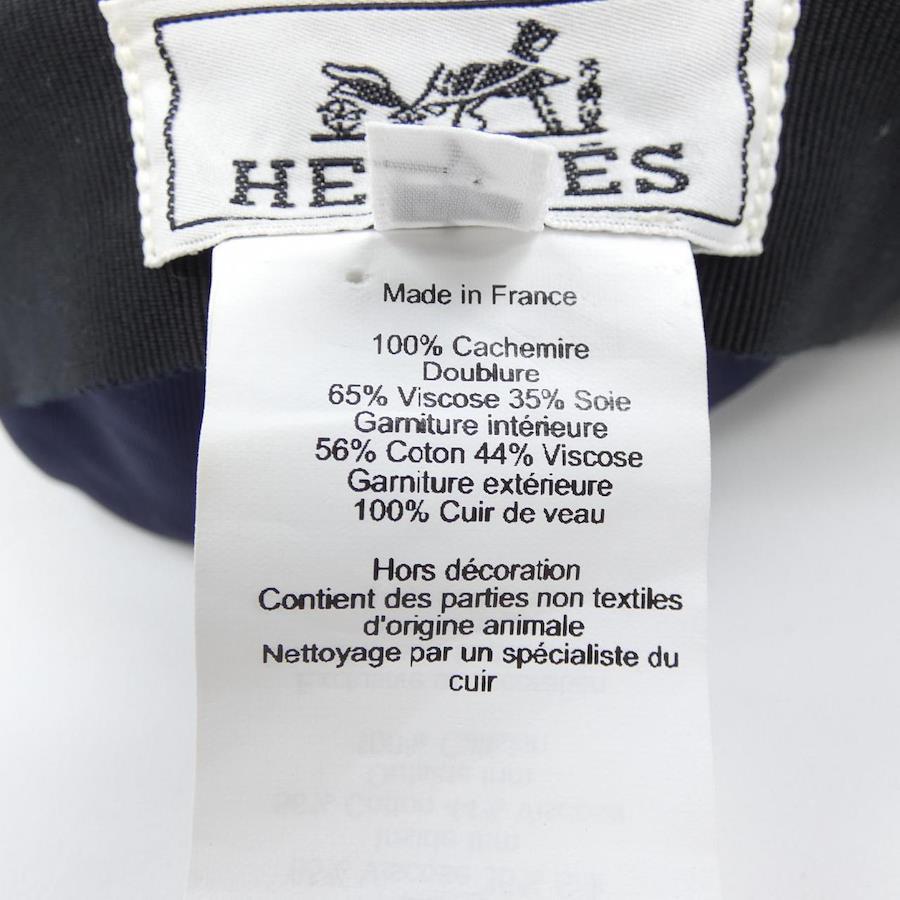 HERMÈS
Made in France
100% Cachemire
Doublure
65% Viscose 35% Soie
Garniture intérieure
56% Coton 44% Viscose
Garniture extérieure
100% Cuir de veau
Hors décoration
Contient des parties non textiles
d'origine animale
Nettoyage par un spécialiste du
cuir